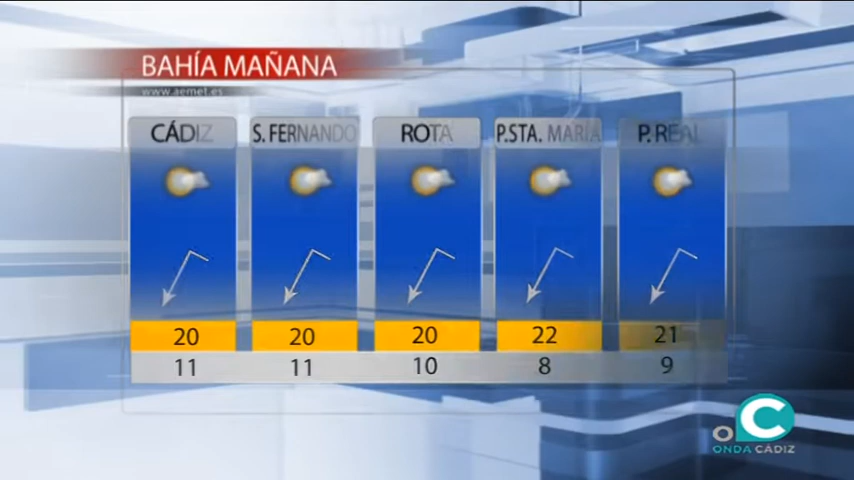 BAHÍA MAÑANA
www.aemet.es
CÁDIZ S. FERNANDO ROTA P.STA. MARÍA P. REAL
20 20 20 22 21
11 11 10 8 9
OC
ONDA CÁDIZ